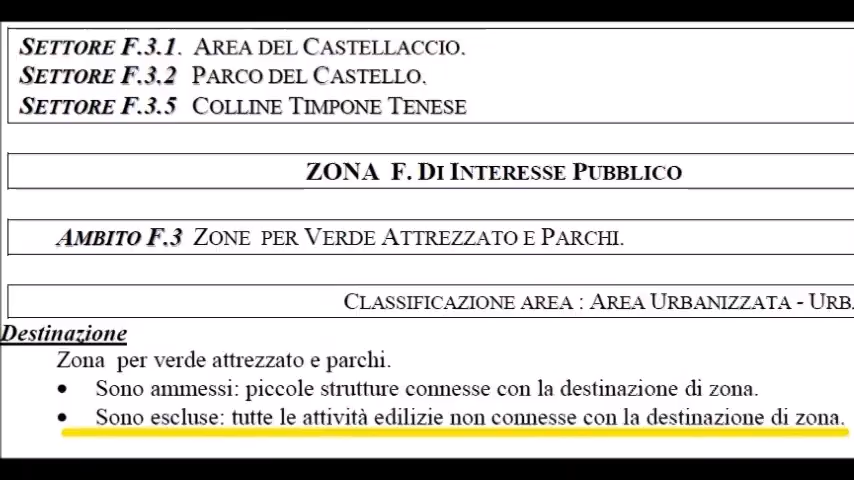 SETTORE F.3.1. AREA DEL CASTELLACCIO.
SETTORE F.3.2 PARCO DEL CASTELLO.
SETTORE F.3.5 COLLINE TIMPONE TENESE
ZONA F. DI INTERESSE PUBBLICO
AMBITO F.3 ZONE PER VERDE ATTREZZATO E PARCHI.
CLASSIFICAZIONE AREA : AREA URBANIZZATA - URB.
Destinazione
Zona per verde attrezzato e parchi.
• Sono ammessi: piccole strutture connesse con la destinazione di zona.
• Sono escluse: tutte le attività edilizie non connesse con la destinazione di zona.